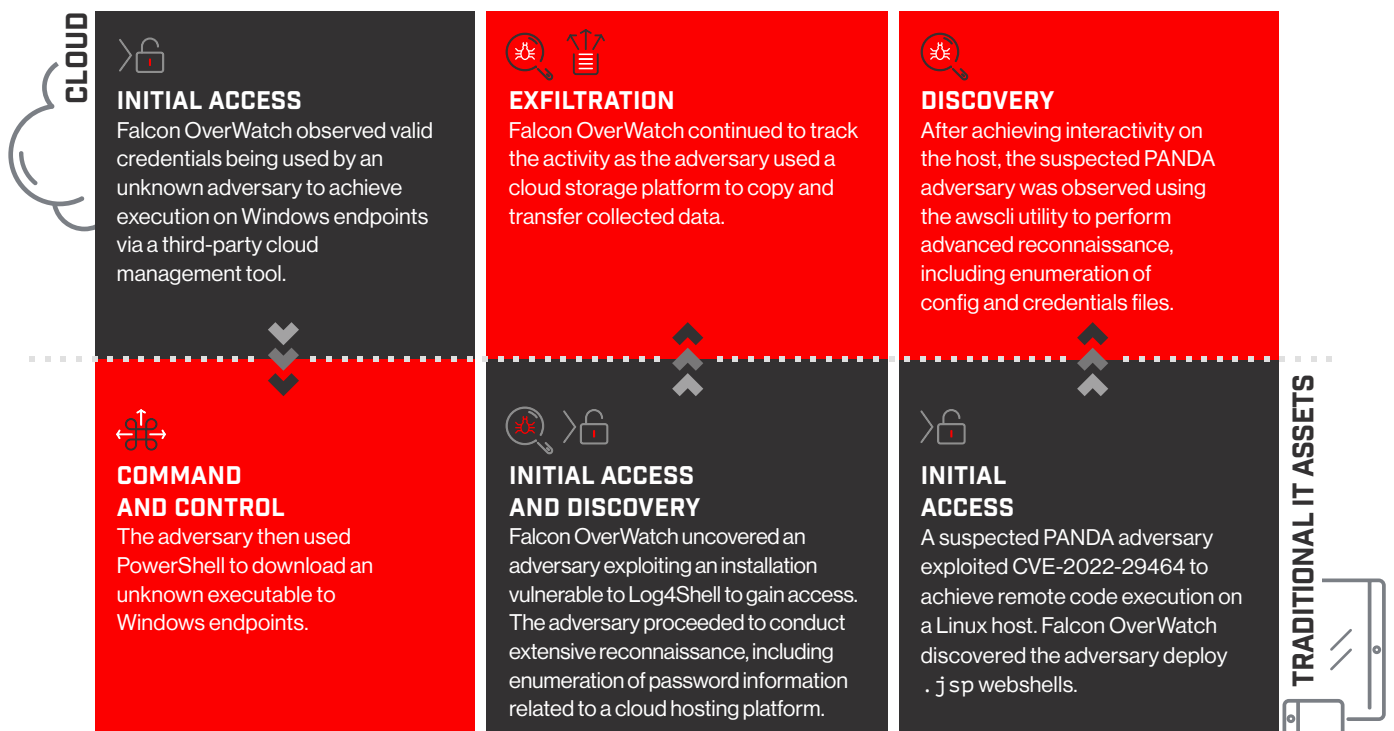 CLOUD
INITIAL ACCESS
Falcon OverWatch observed valid
credentials being used by an
unknown adversary to achieve
execution on Windows endpoints
via a third-party cloud
management tool.
EXFILTRATION
Falcon OverWatch continued to track
the activity as the adversary used a
cloud storage platform to copy and
transfer collected data.
DISCOVERY
After achieving interactivity on
the host, the suspected PANDA
adversary was observed using
the awscli utility to perform
advanced reconnaissance,
including enumeration of
config and credentials files.
COMMAND
AND CONTROL
The adversary then used
PowerShell to download an
unknown executable to
Windows endpoints.
INITIAL ACCESS
AND DISCOVERY
Falcon OverWatch uncovered an
adversary exploiting an installation
vulnerable to Log4Shell to gain access.
The adversary proceeded to conduct
extensive reconnaissance, including
enumeration of password information
related to a cloud hosting platform.
INITIAL
ACCESS
A suspected PANDA adversary
exploited CVE-2022-29464 to
achieve remote code execution on
a Linux host. Falcon OverWatch
discovered the adversary deploy
.jsp webshells.
TRADITIONAL IT ASSETS